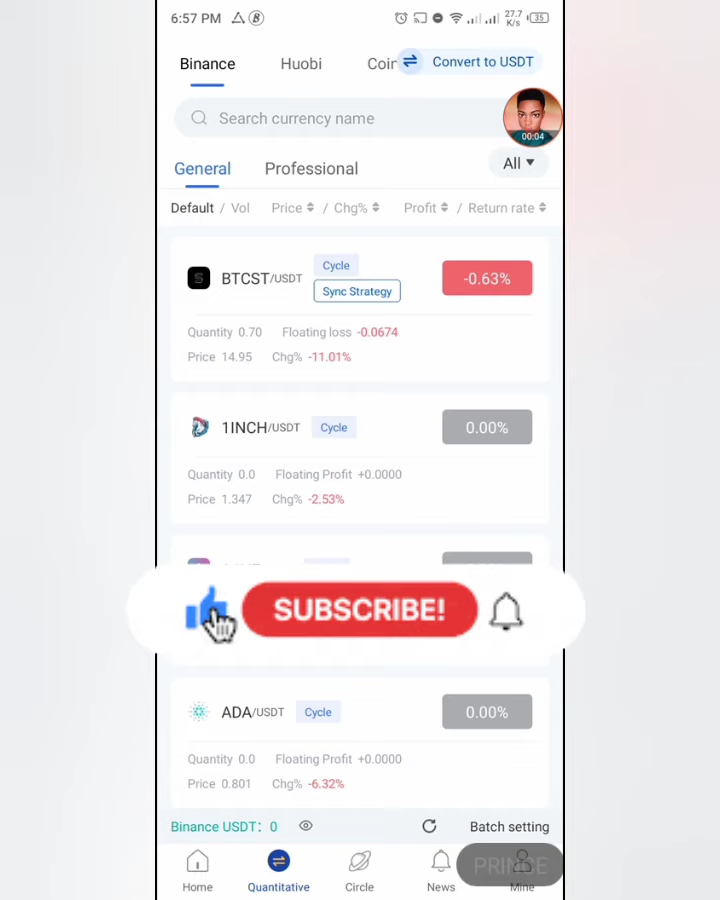 6:57 PM 27.7 K/s 35
Binance Huobi Coin Convert to USDT
Search currency name
00:04
General Professional All
Default / Vol Price / Chg% Profit / Return rate
BTCST/USDT Cycle -0.63%
Sync Strategy
Quantity 0.70 Floating loss -0.0674
Price 14.95 Chg% -11.01%
1INCH/USDT Cycle 0.00%
Quantity 0.0 Floating Profit +0.0000
Price 1.347 Chg% -2.53%
SUBSCRIBE!
ADA/USDT Cycle 0.00%
Quantity 0.0 Floating Profit +0.0000
Price 0.801 Chg% -6.32%
Binance USDT: 0 Batch setting
PRINCE
Home Quantitative Circle News Mine